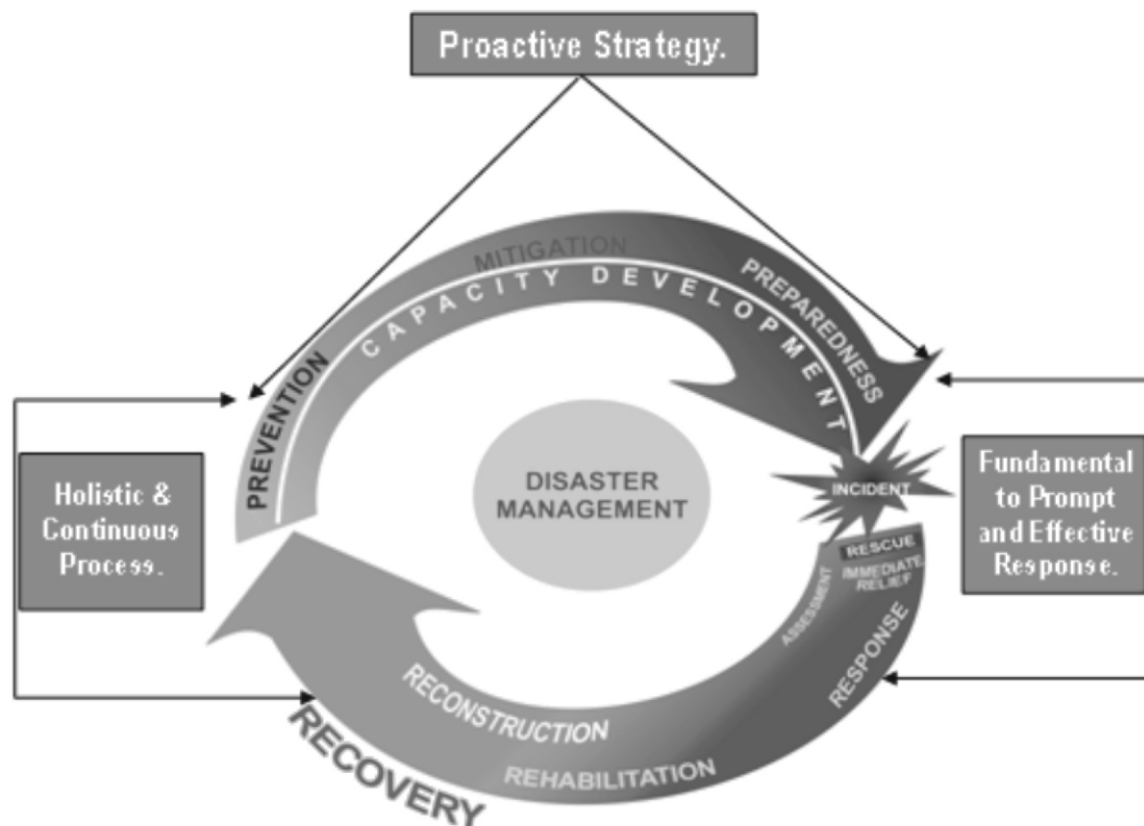 Proactive Strategy.
MITIGATION
CAPACITY DEVELOPMENT
PREPAREDNESS
PREVENTION
Holistic &
Continuous
Process.
DISASTER
MANAGEMENT
INCIDENT
Fundamental
to Prompt
and Effective
Response.
RESCUE
IMMEDIATE
RELIEF
ASSESSMENT
RESPONSE
RECONSTRUCTION
REHABILITATION
RECOVERY